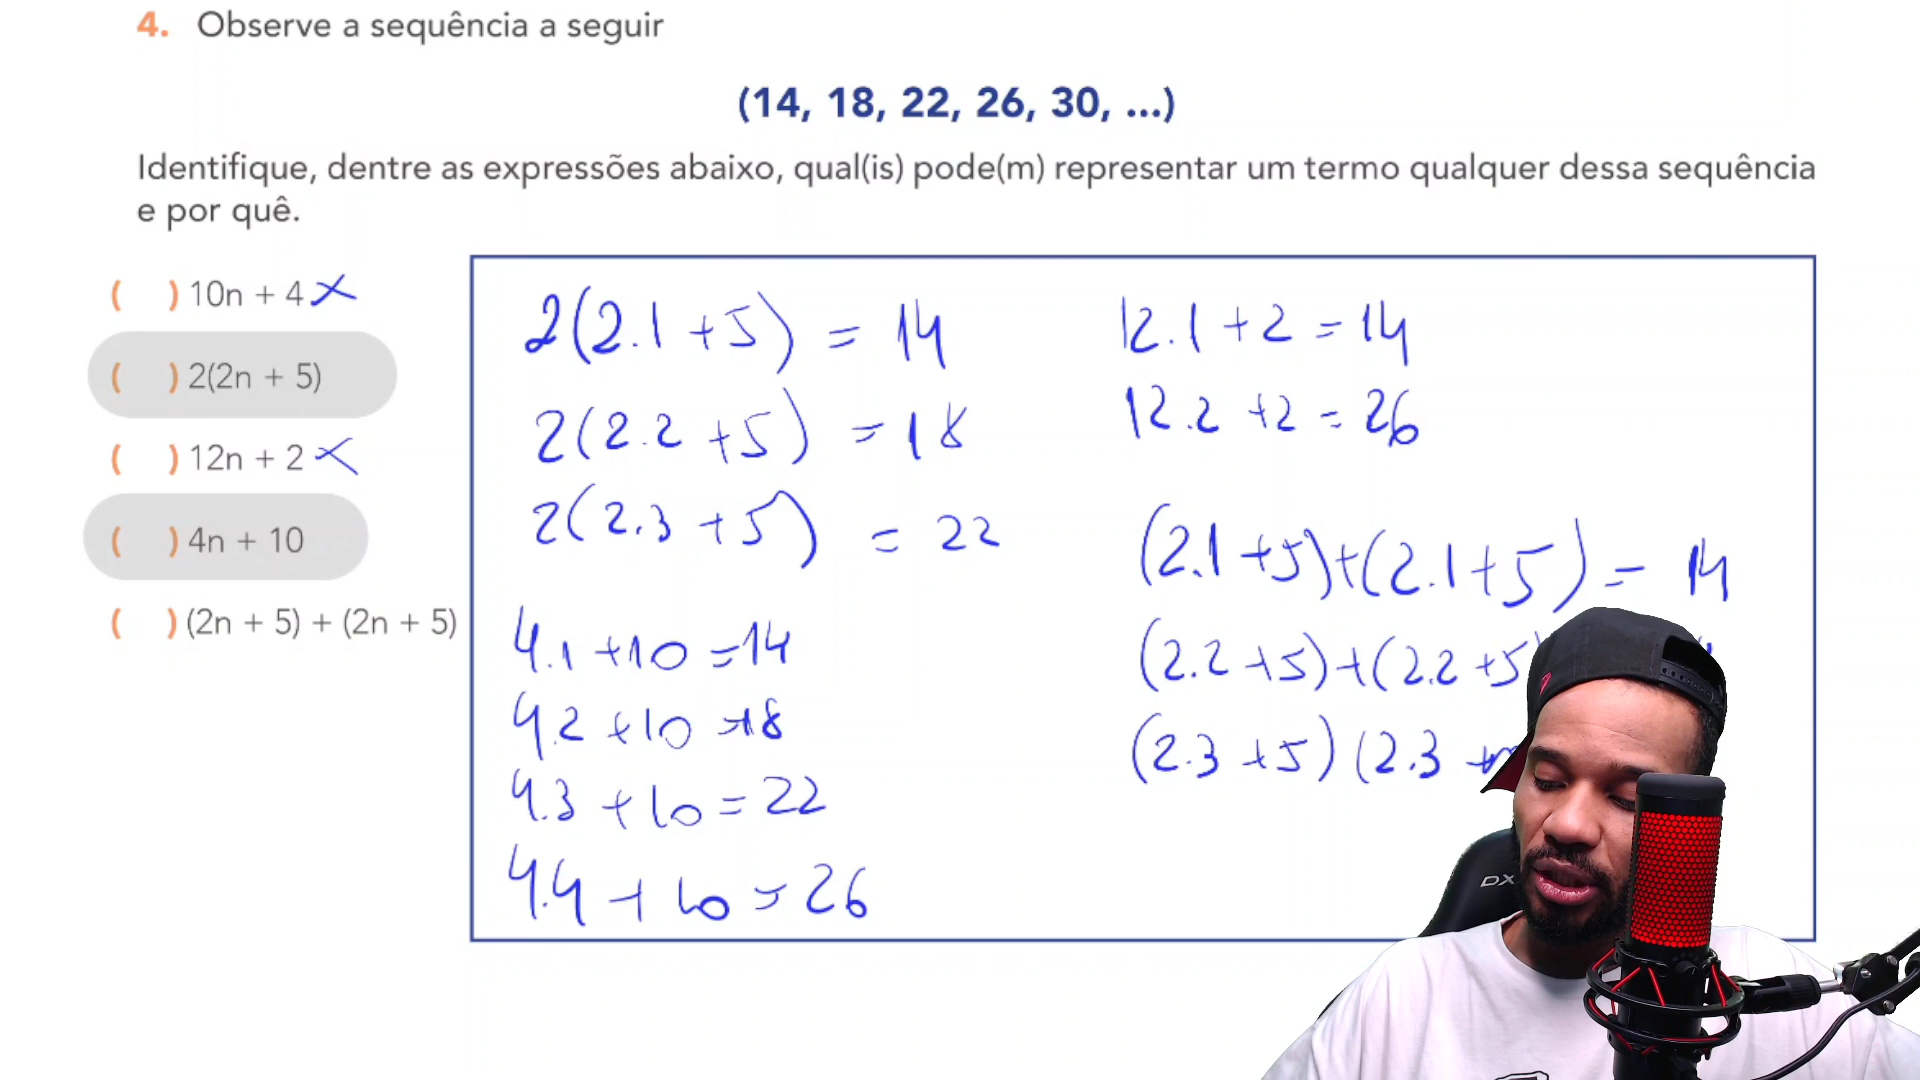 4. Observe a sequência a seguir
(14, 18, 22, 26, 30, ...)
Identifique, dentre as expressões abaixo, qual(is) pode(m) representar um termo qualquer dessa sequência
e por quê.
( ) 10n + 4 X
( ) 2(2n + 5)
( ) 12n + 2 X
( ) 4n + 10
( ) (2n + 5) + (2n + 5)
2(2.1 + 5) = 14
2(2.2 + 5) = 18
2(2.3 + 5) = 22
4.1 + 10 = 14
4.2 + 10 = 18
4.3 + 10 = 22
4.4 + 10 = 26
12.1 + 2 = 14
12.2 + 2 = 26
(2.1 + 5) + (2.1 + 5) = 14
(2.2 + 5) + (2.2 + 5
(2.3 + 5) (2.3 +
DX